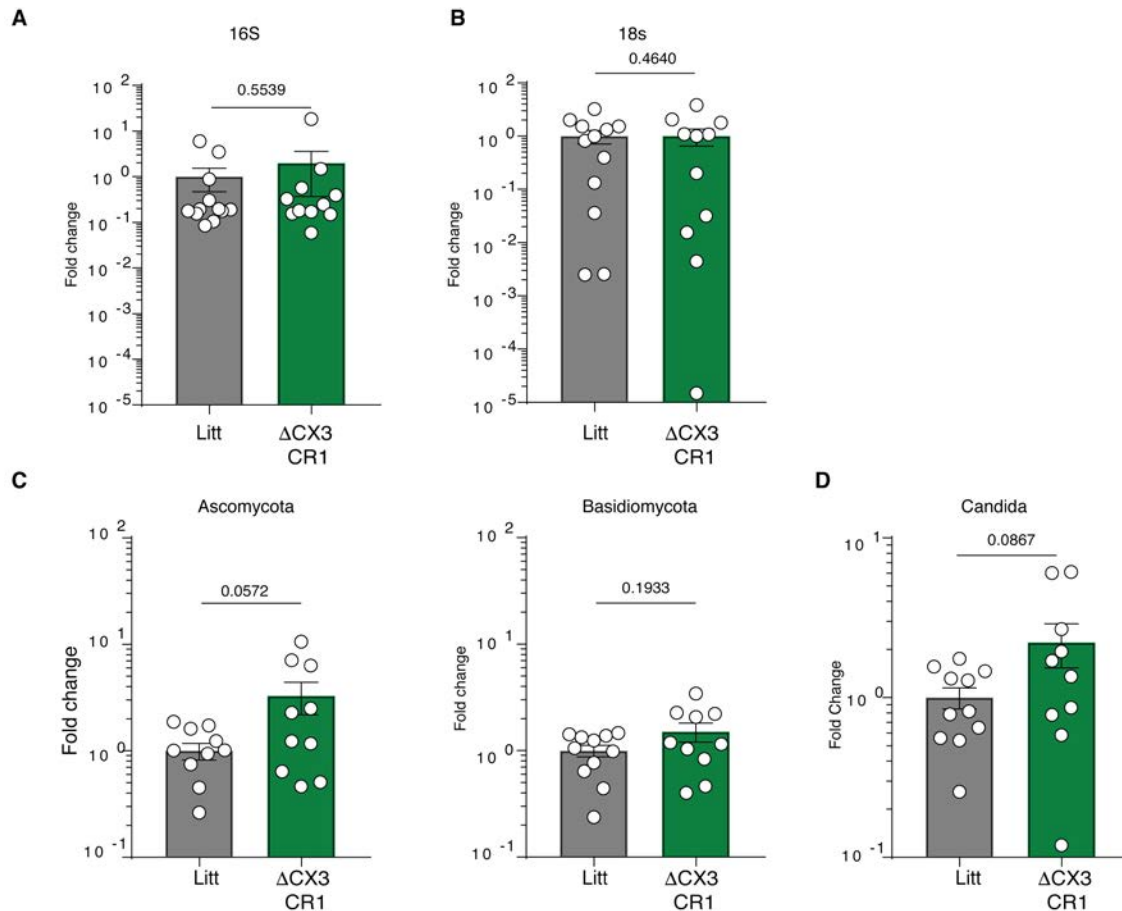 A
16S
0.5539
Fold change
10 2
10 1
10 0
10 -1
10 -2
10 -3
10 -4
10 -5
Litt
ΔCX3
CR1
B
18s
0.4640
Fold change
10 2
10 0
10 -1
10 -2
10 -3
10 -4
10 -5
Litt
ΔCX3
CR1
C
Ascomycota
0.0572
Fold change
10 2
10 1
10 0
10 -1
Litt
ΔCX3
CR1
Basidiomycota
0.1933
Fold change
10 2
10 1
10 0
10 -1
Litt
ΔCX3
CR1
D
Candida
0.0867
Fold Change
10 1
10 0
10 -1
Litt
ΔCX3
CR1